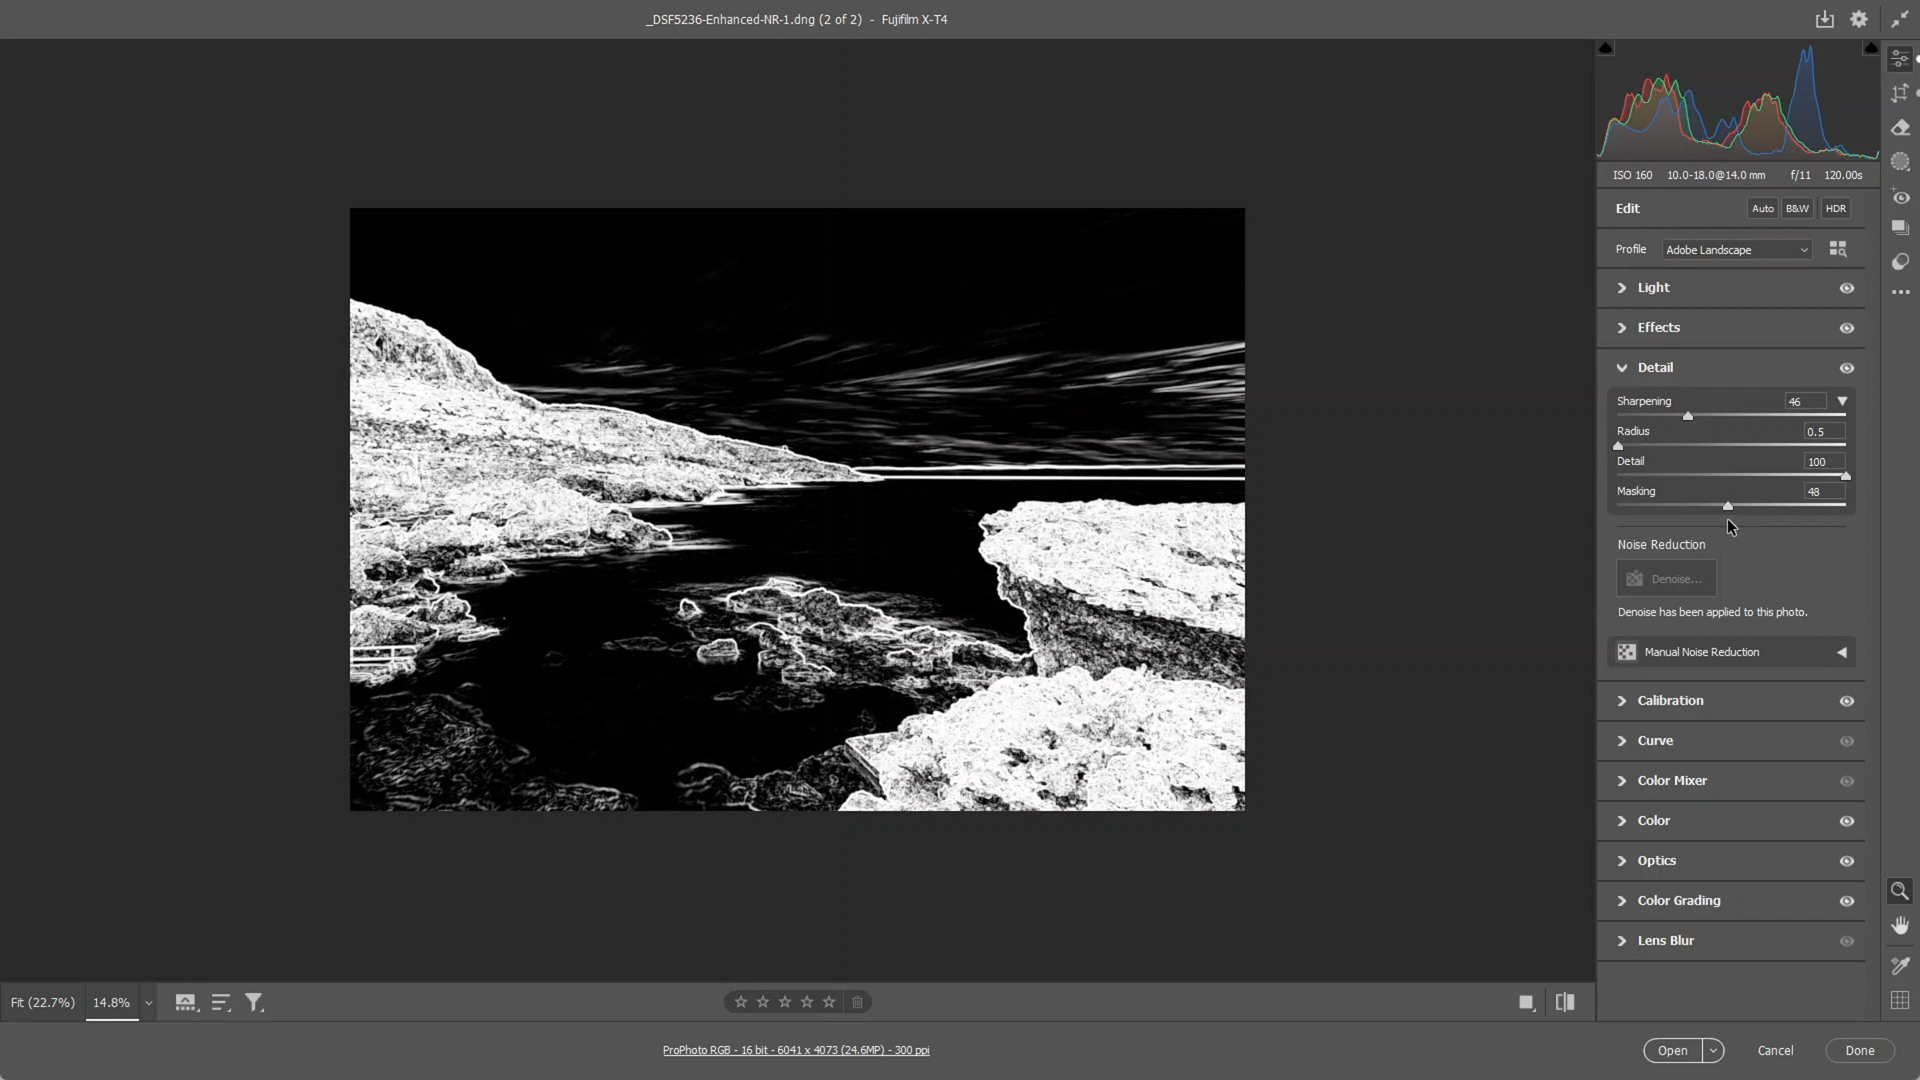 _DSF5236-Enhanced-NR-1.dng (2 of 2)  -  Fujifilm X-T4
ISO 160 10.0-18.0@14.0 mm f/11 120.00s
Edit Auto B&W HDR
Profile Adobe Landscape
Light
Effects
Detail
Sharpening 46
Radius 0.5
Detail 100
Masking 48
Noise Reduction
Denoise...
Denoise has been applied to this photo.
Manual Noise Reduction
Calibration
Curve
Color Mixer
Color
Optics
Color Grading
Lens Blur
Fit (22.7%) 14.8%
ProPhoto RGB - 16 bit - 6041 x 4073 (24.6MP) - 300 ppi
Open Cancel Done